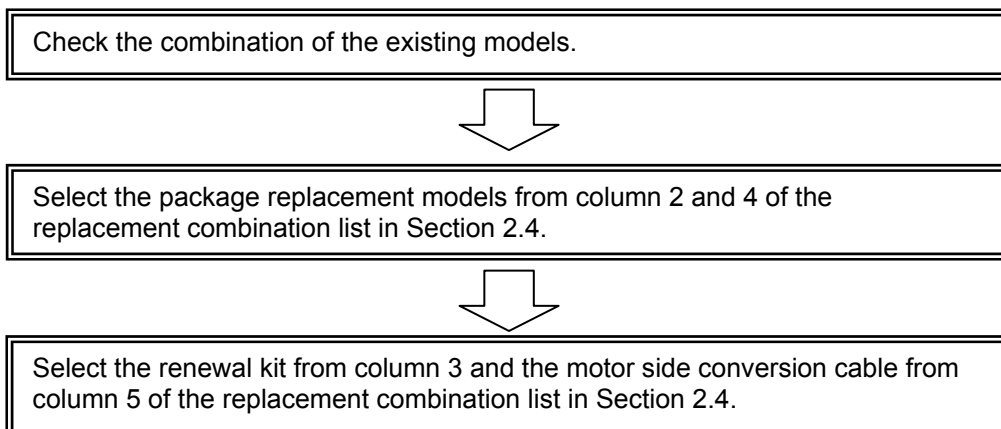 Check the combination of the existing models.
Select the package replacement models from column 2 and 4 of the
replacement combination list in Section 2.4.
Select the renewal kit from column 3 and the motor side conversion cable from
column 5 of the replacement combination list in Section 2.4.